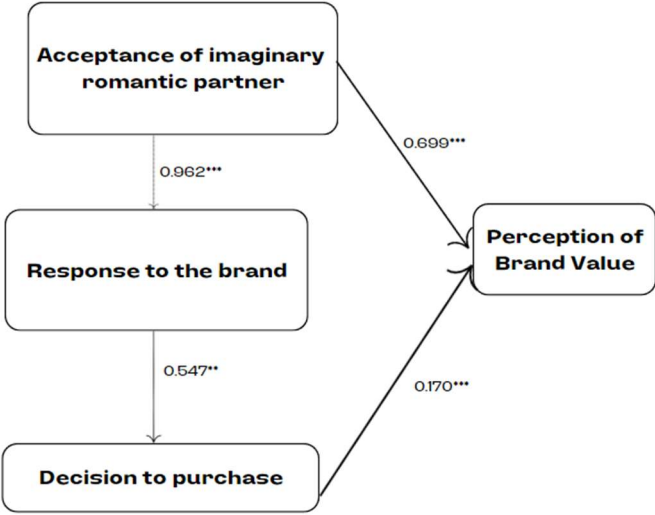 Acceptance of imaginary
romantic partner
0.699***
0.962***
Perception of
Brand Value
Response to the brand
0.547**
0.170***
Decision to purchase